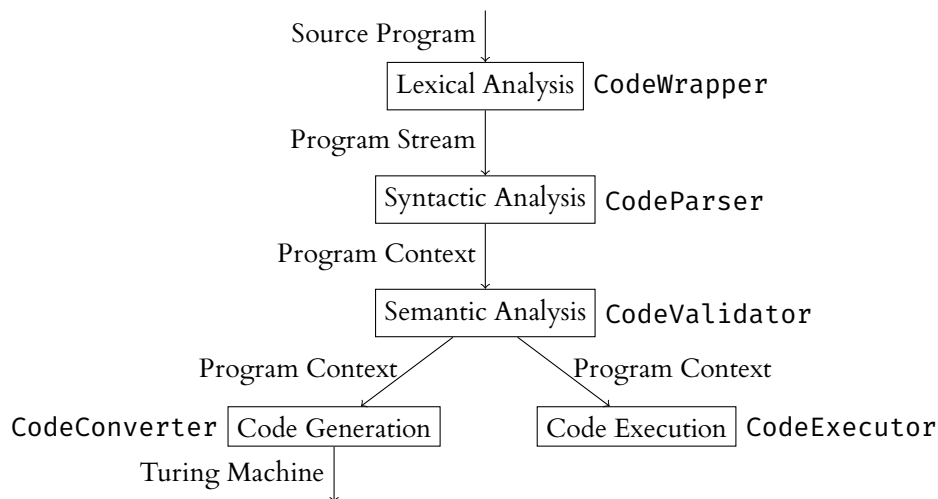 Source Program
Lexical Analysis CodeWrapper
Program Stream
Syntactic Analysis CodeParser
Program Context
Semantic Analysis CodeValidator
Program Context Program Context
CodeConverter Code Generation Code Execution CodeExecutor
Turing Machine